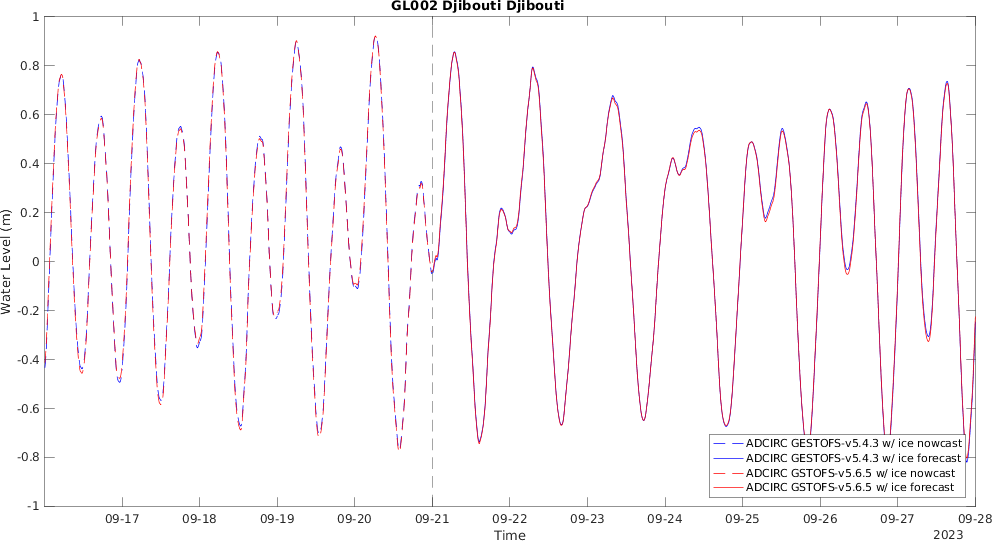 GL002 Djibouti Djibouti
1
0.8
0.6
0.4
0.2
0
-0.2
-0.4
-0.6
-0.8
-1
Water Level (m)
ADCIRC GESTOFS-v5.4.3 w/ ice nowcast
ADCIRC GESTOFS-v5.4.3 w/ ice forecast
ADCIRC GSTOFS-v5.6.5 w/ ice nowcast
ADCIRC GSTOFS-v5.6.5 w/ ice forecast
09-17 09-18 09-19 09-20 09-21 09-22 09-23 09-24 09-25 09-26 09-27 09-28
Time
2023